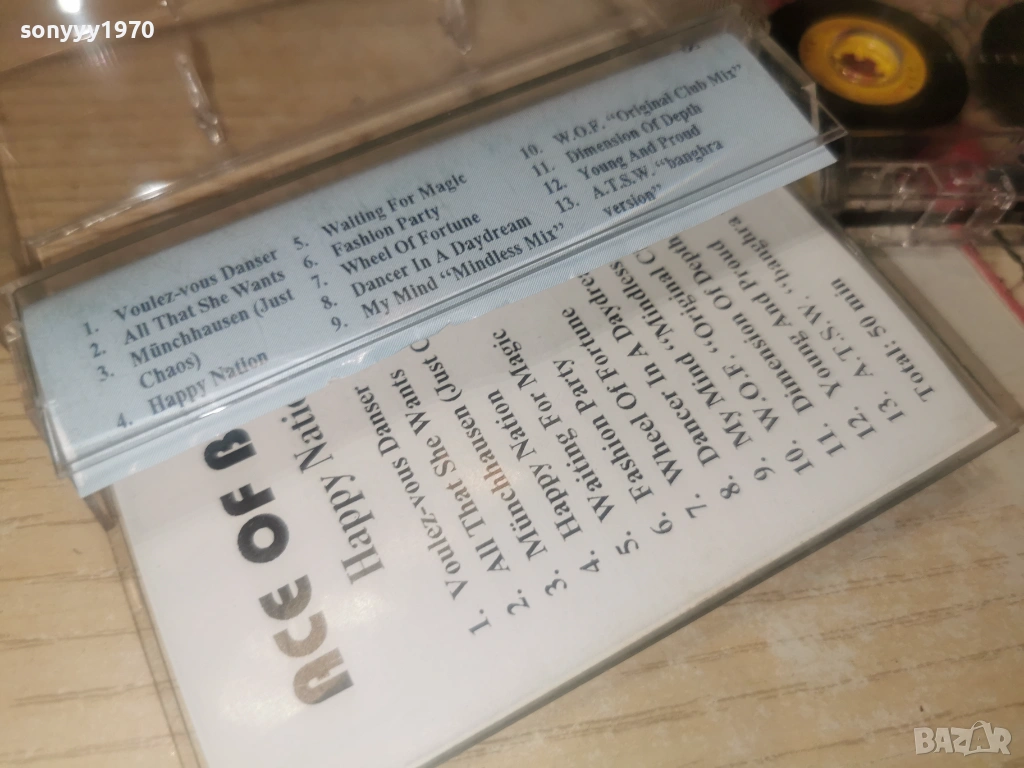 sonyyy1970
1. Voulez-vous Danser
2. All That She Wants
3. Münchhausen (Just
Chaos)
4. Happy Nation
5. Waiting For Magic
6. Fashion Party
7. Wheel Of Fortune
8. Dancer In A Daydream
9. My Mind "Mindless Mix"
10. W.O.F. "Original Club Mix"
11. Dimension Of Depth
12. Young And Proud
13. A.T.S.W. "banghra
version"
ACE OF B
Happy Natio
1. Voulez-vous Danser
2. All That She Wants
3. Münchhausen (Just C
4. Happy Nation
5. Waiting For Magic
6. Fashion Party
7. Wheel Of Fortune
8. Dancer In A Daydre
9. My Mind "Mindless
10. W.O.F. "Original C
11. Dimension Of Depth
12. Young And Proud
13. A.T.S.W. "banghra
Total: 50 min
BAZAR